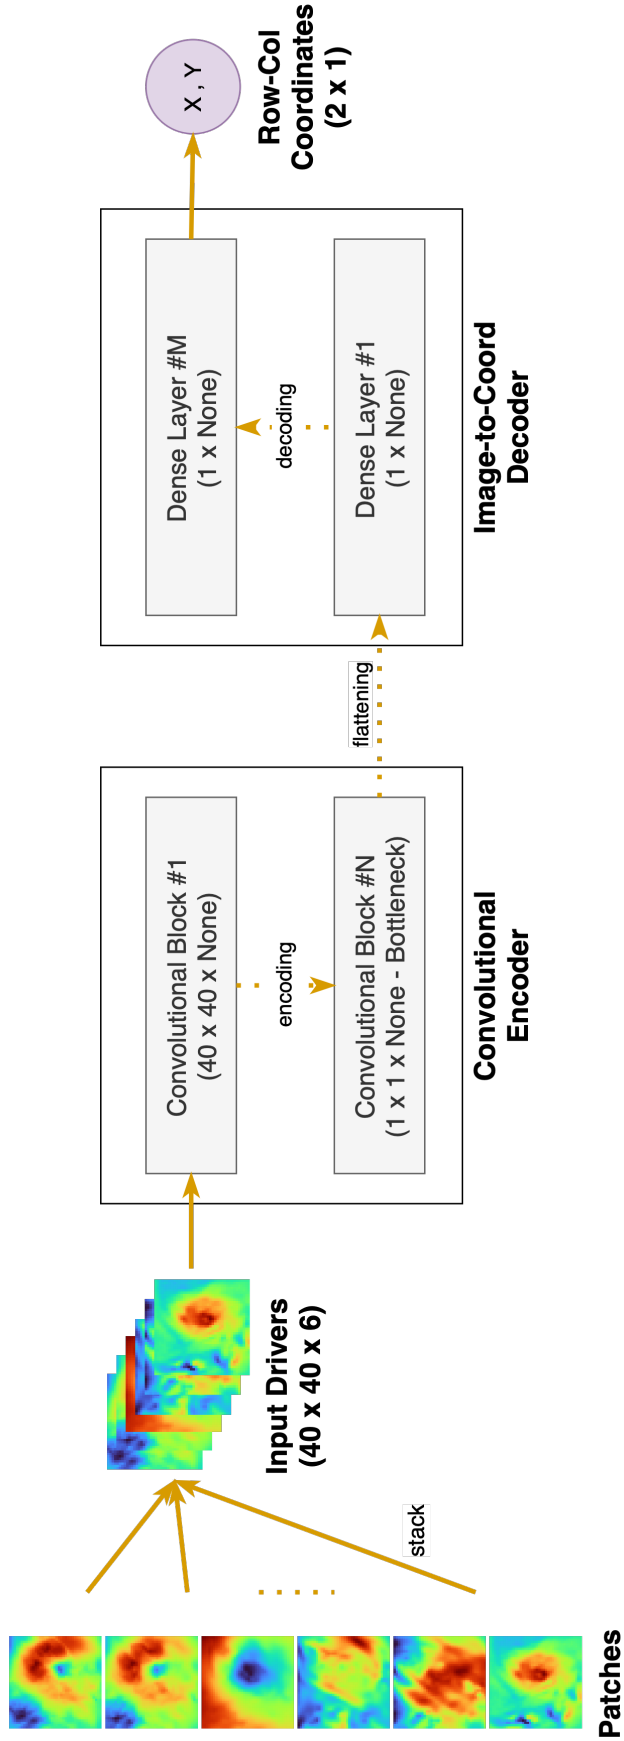 Patches
stack
Input Drivers
(40 x 40 x 6)
Convolutional Block #1
(40 x 40 x None)
encoding
Convolutional Block #N
(1 x 1 x None - Bottleneck)
Convolutional
Encoder
flattening
Dense Layer #M
(1 x None)
decoding
Dense Layer #1
(1 x None)
Image-to-Coord
Decoder
X , Y
Row-Col
Coordinates
(2 x 1)